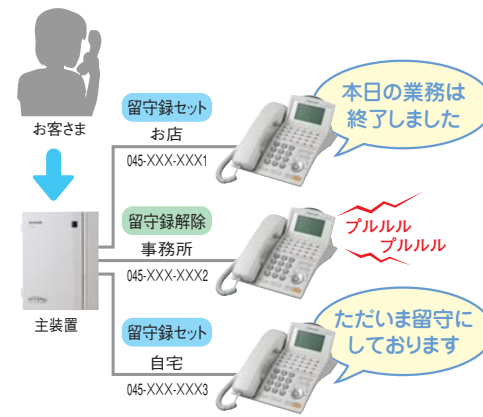 お客さま
主装置
留守録セット
お店
045-XXX-XXX1
本日の業務は
終了しました
留守録解除
事務所
045-XXX-XXX2
プルルル
プルルル
留守録セット
自宅
045-XXX-XXX3
ただいま留守に
しております